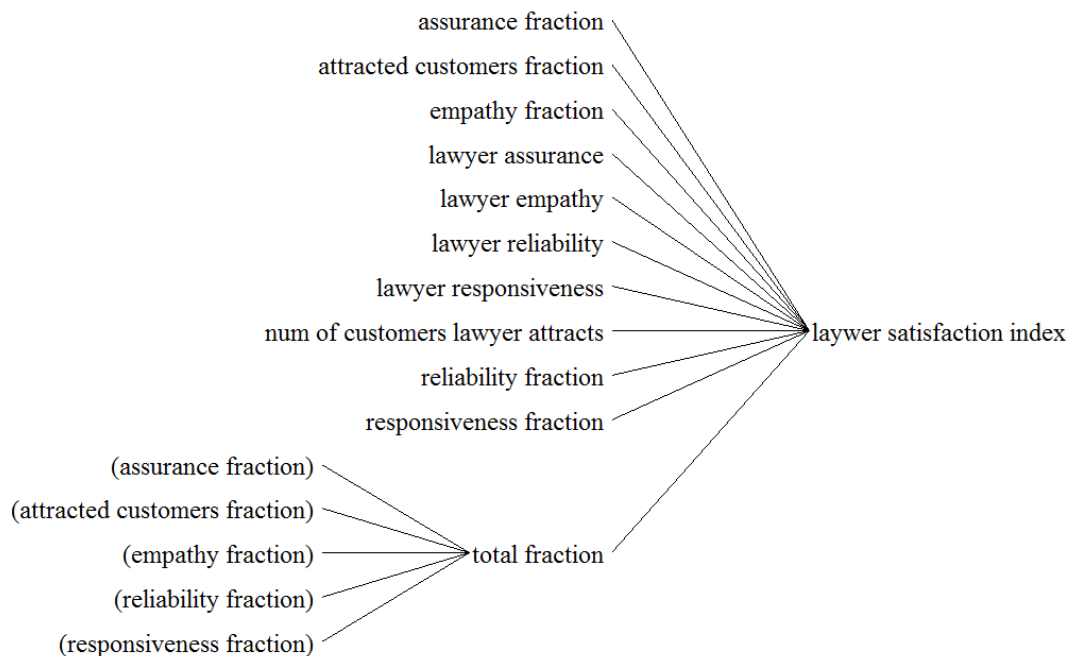 assurance fraction
attracted customers fraction
empathy fraction
lawyer assurance
lawyer empathy
lawyer reliability
lawyer responsiveness
num of customers lawyer attracts
laywer satisfaction index
reliability fraction
responsiveness fraction
(assurance fraction)
(attracted customers fraction)
(empathy fraction)
total fraction
(reliability fraction)
(responsiveness fraction)